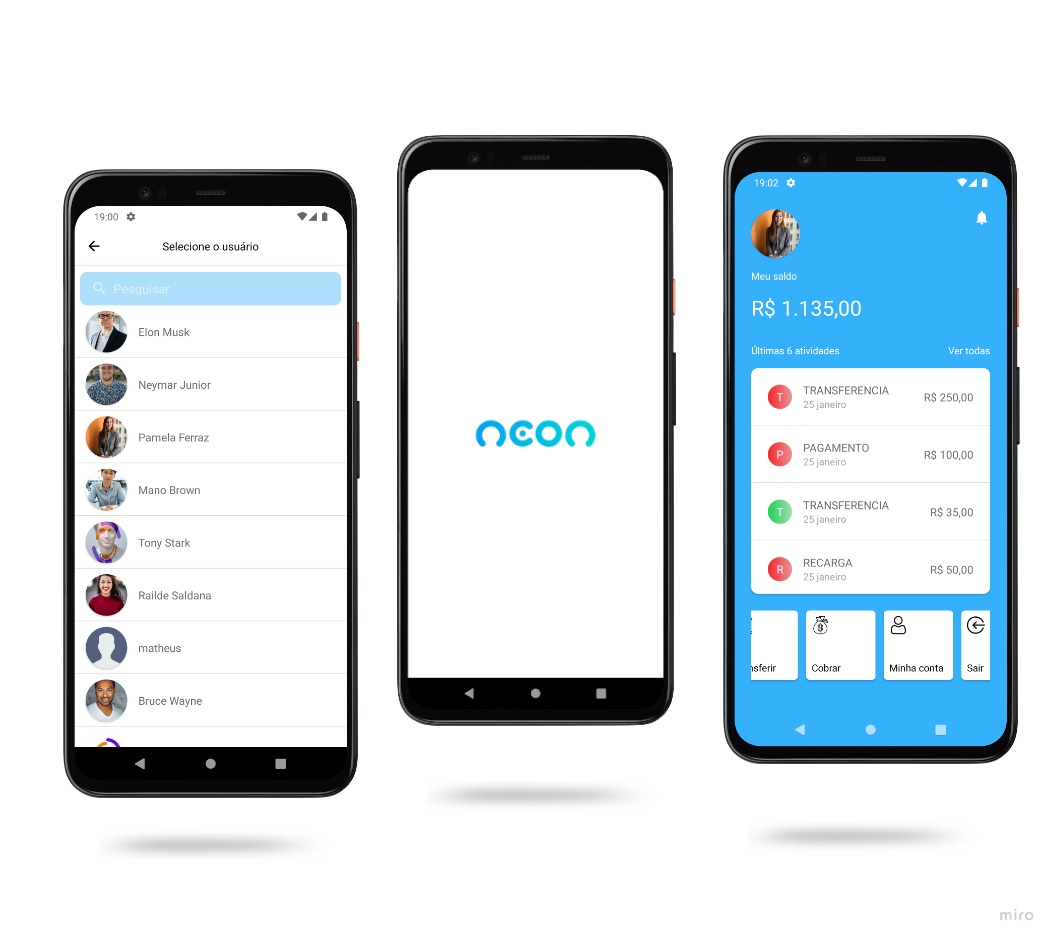 19:00
Selecione o usuário
Pesquisar
Elon Musk
Neymar Junior
Pamela Ferraz
Mano Brown
Tony Stark
Railde Saldana
matheus
Bruce Wayne
neon
19:02
Meu saldo
R$ 1.135,00
Últimas 6 atividades Ver todas
T TRANSFERENCIA R$ 250,00
25 janeiro
P PAGAMENTO R$ 100,00
25 janeiro
T TRANSFERENCIA R$ 35,00
25 janeiro
R RECARGA R$ 50,00
25 janeiro
nsferir Cobrar Minha conta Sair
miro